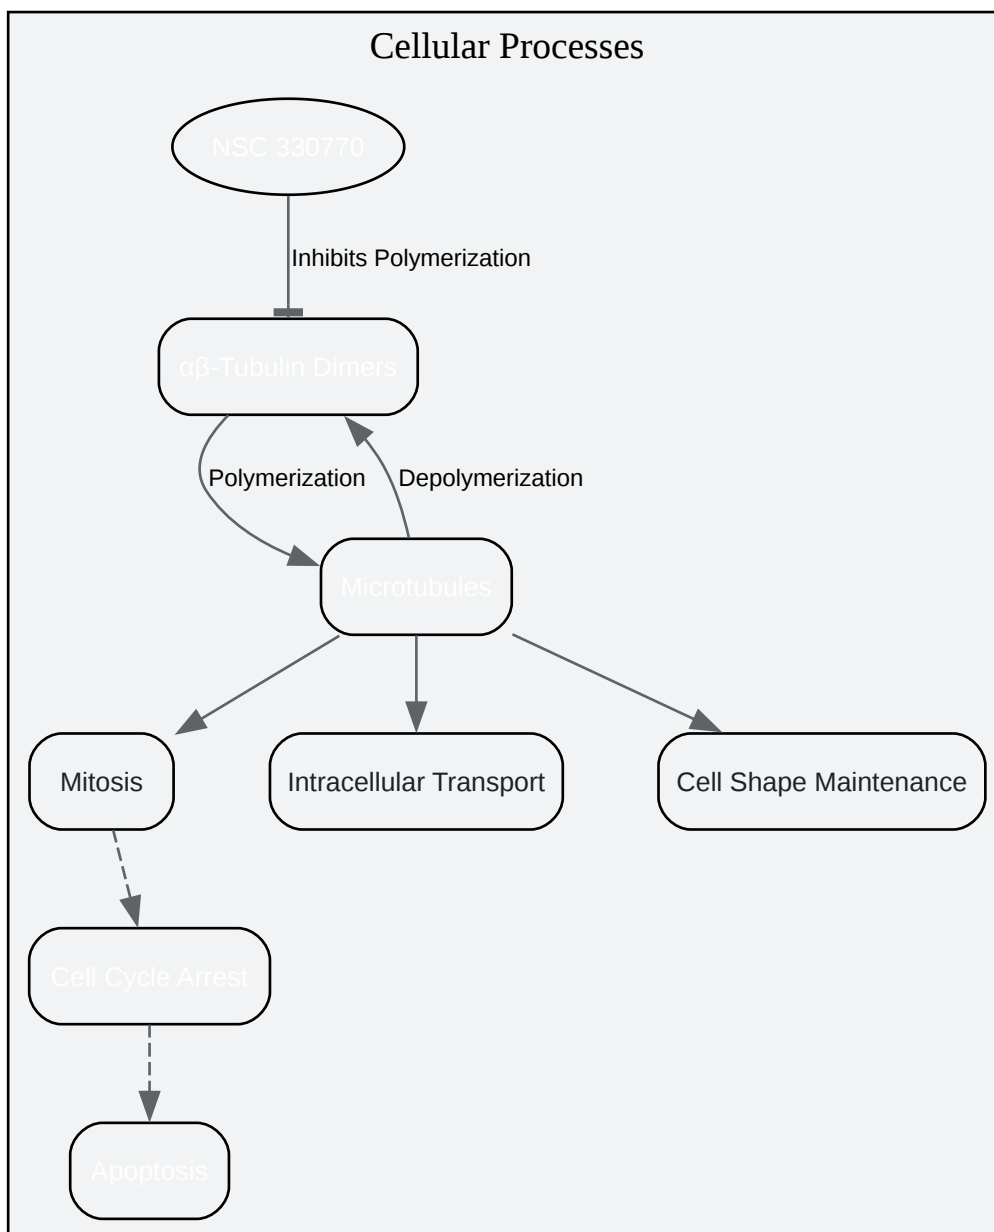 Cellular Processes
NSC 330770
Inhibits Polymerization
αβ-Tubulin Dimers
Polymerization
Depolymerization
Microtubules
Mitosis
Intracellular Transport
Cell Shape Maintenance
Cell Cycle Arrest
Apoptosis